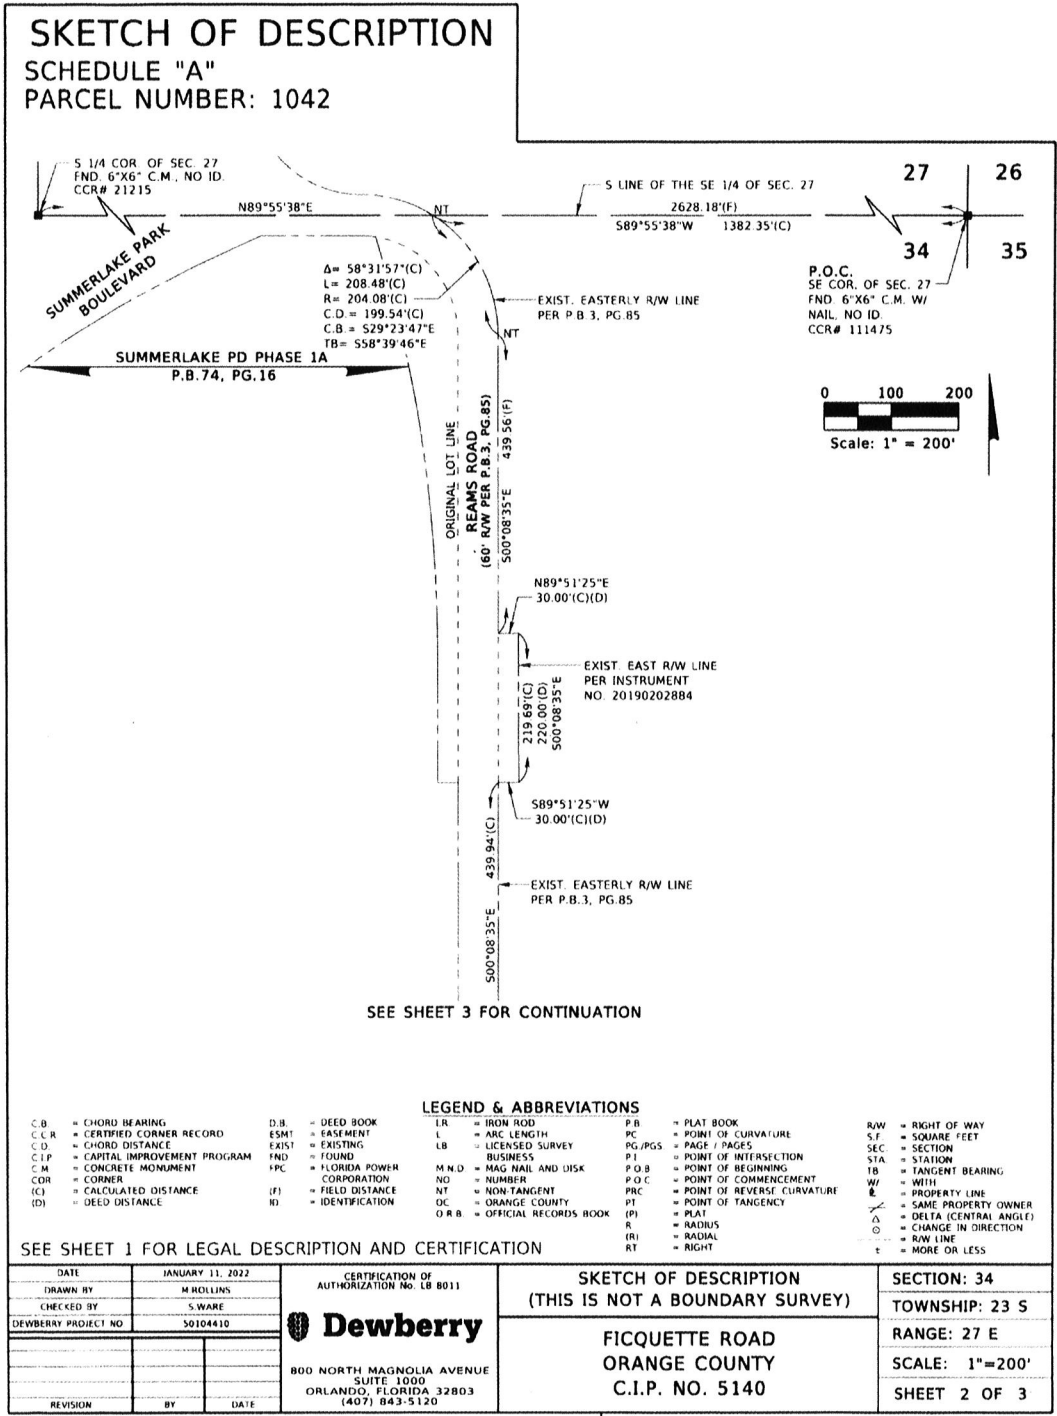 SKETCH OF DESCRIPTION
SCHEDULE "A"
PARCEL NUMBER: 1042
S 1/4 COR. OF SEC. 27
FND. 6"X6" C.M., NO ID.
CCR# 21215
N89°55'38"E
NT
S LINE OF THE SE 1/4 OF SEC. 27
2628.18'(F)
S89°55'38"W 1382.35'(C)
27
26
34
35
P.O.C.
SE COR. OF SEC. 27
FND. 6"X6" C.M. W/
NAIL, NO ID.
CCR# 111475
SUMMERLAKE PARK
BOULEVARD
Δ= 58°31'57"(C)
L= 208.48'(C)
R= 204.08'(C)
C.D.= 199.54'(C)
C.B.= S29°23'47"E
TB= S58°39'46"E
EXIST. EASTERLY R/W LINE
PER P.B.3, PG.85
NT
SUMMERLAKE PD PHASE 1A
P.B.74, PG.16
0 100 200
Scale: 1" = 200'
ORIGINAL LOT LINE
REAMS ROAD
(60' R/W PER P.B.3, PG.85)
S00°08'35"E 439.56'(F)
N89°51'25"E
30.00'(C)(D)
EXIST. EAST R/W LINE
PER INSTRUMENT
NO. 20190202884
219.69'(C)
220.00'(D)
S00°08'35"E
S89°51'25"W
30.00'(C)(D)
S00°08'35"E 439.94'(C)
EXIST. EASTERLY R/W LINE
PER P.B.3, PG.85
SEE SHEET 3 FOR CONTINUATION
LEGEND & ABBREVIATIONS
C.B. = CHORD BEARING
C.C.R. = CERTIFIED CORNER RECORD
C.D. = CHORD DISTANCE
C.I.P. = CAPITAL IMPROVEMENT PROGRAM
C.M. = CONCRETE MONUMENT
COR = CORNER
(C) = CALCULATED DISTANCE
(D) = DEED DISTANCE
D.B. = DEED BOOK
ESMT = EASEMENT
EXIST = EXISTING
FND = FOUND
FPC = FLORIDA POWER
CORPORATION
(F) = FIELD DISTANCE
ID = IDENTIFICATION
I.R. = IRON ROD
L = ARC LENGTH
LB = LICENSED SURVEY
BUSINESS
M.N.D = MAG NAIL AND DISK
NO = NUMBER
NT = NON-TANGENT
OC = ORANGE COUNTY
O.R.B. = OFFICIAL RECORDS BOOK
P.B = PLAT BOOK
PC = POINT OF CURVATURE
PG./PGS. = PAGE / PAGES
P.I. = POINT OF INTERSECTION
P.O.B = POINT OF BEGINNING
P.O.C = POINT OF COMMENCEMENT
PRC = POINT OF REVERSE CURVATURE
PT = POINT OF TANGENCY
(P) = PLAT
R = RADIUS
(R) = RADIAL
RT = RIGHT
R/W = RIGHT OF WAY
S.F. = SQUARE FEET
SEC. = SECTION
STA. = STATION
TB = TANGENT BEARING
W/ = WITH
℄ = PROPERTY LINE
= SAME PROPERTY OWNER
Δ = DELTA (CENTRAL ANGLE)
= CHANGE IN DIRECTION
= R/W LINE
± = MORE OR LESS
SEE SHEET 1 FOR LEGAL DESCRIPTION AND CERTIFICATION
DATE JANUARY 11, 2022
DRAWN BY M.ROLLINS
CHECKED BY S.WARE
DEWBERRY PROJECT NO 50104410
REVISION BY DATE
CERTIFICATION OF
AUTHORIZATION No. LB 8011
Dewberry
800 NORTH MAGNOLIA AVENUE
SUITE 1000
ORLANDO, FLORIDA 32803
(407) 843-5120
SKETCH OF DESCRIPTION
(THIS IS NOT A BOUNDARY SURVEY)
FICQUETTE ROAD
ORANGE COUNTY
C.I.P. NO. 5140
SECTION: 34
TOWNSHIP: 23 S
RANGE: 27 E
SCALE: 1"=200'
SHEET 2 OF 3